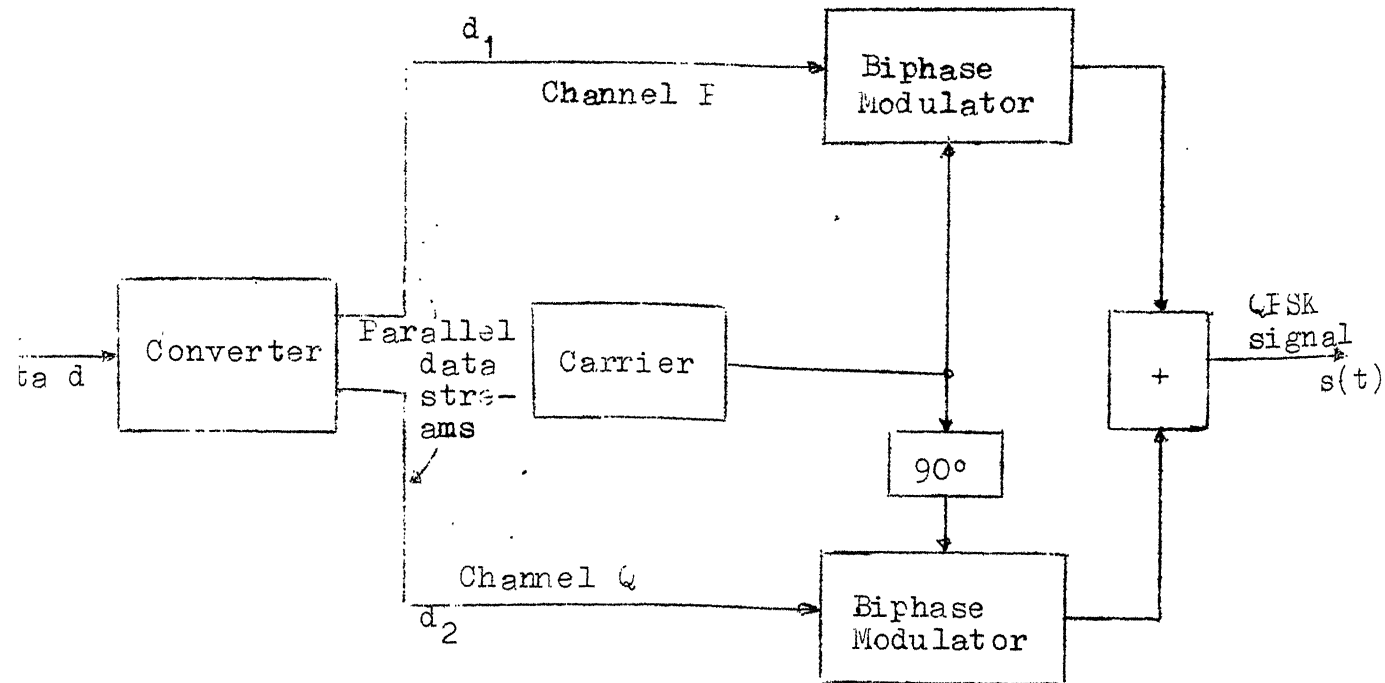 d1
Channel P
Biphase
Modulator
Converter
Parallel
data
stre-
ams
Carrier
90°
+
QPSK
signal
s(t)
ta d
Channel Q
d2
Biphase
Modulator